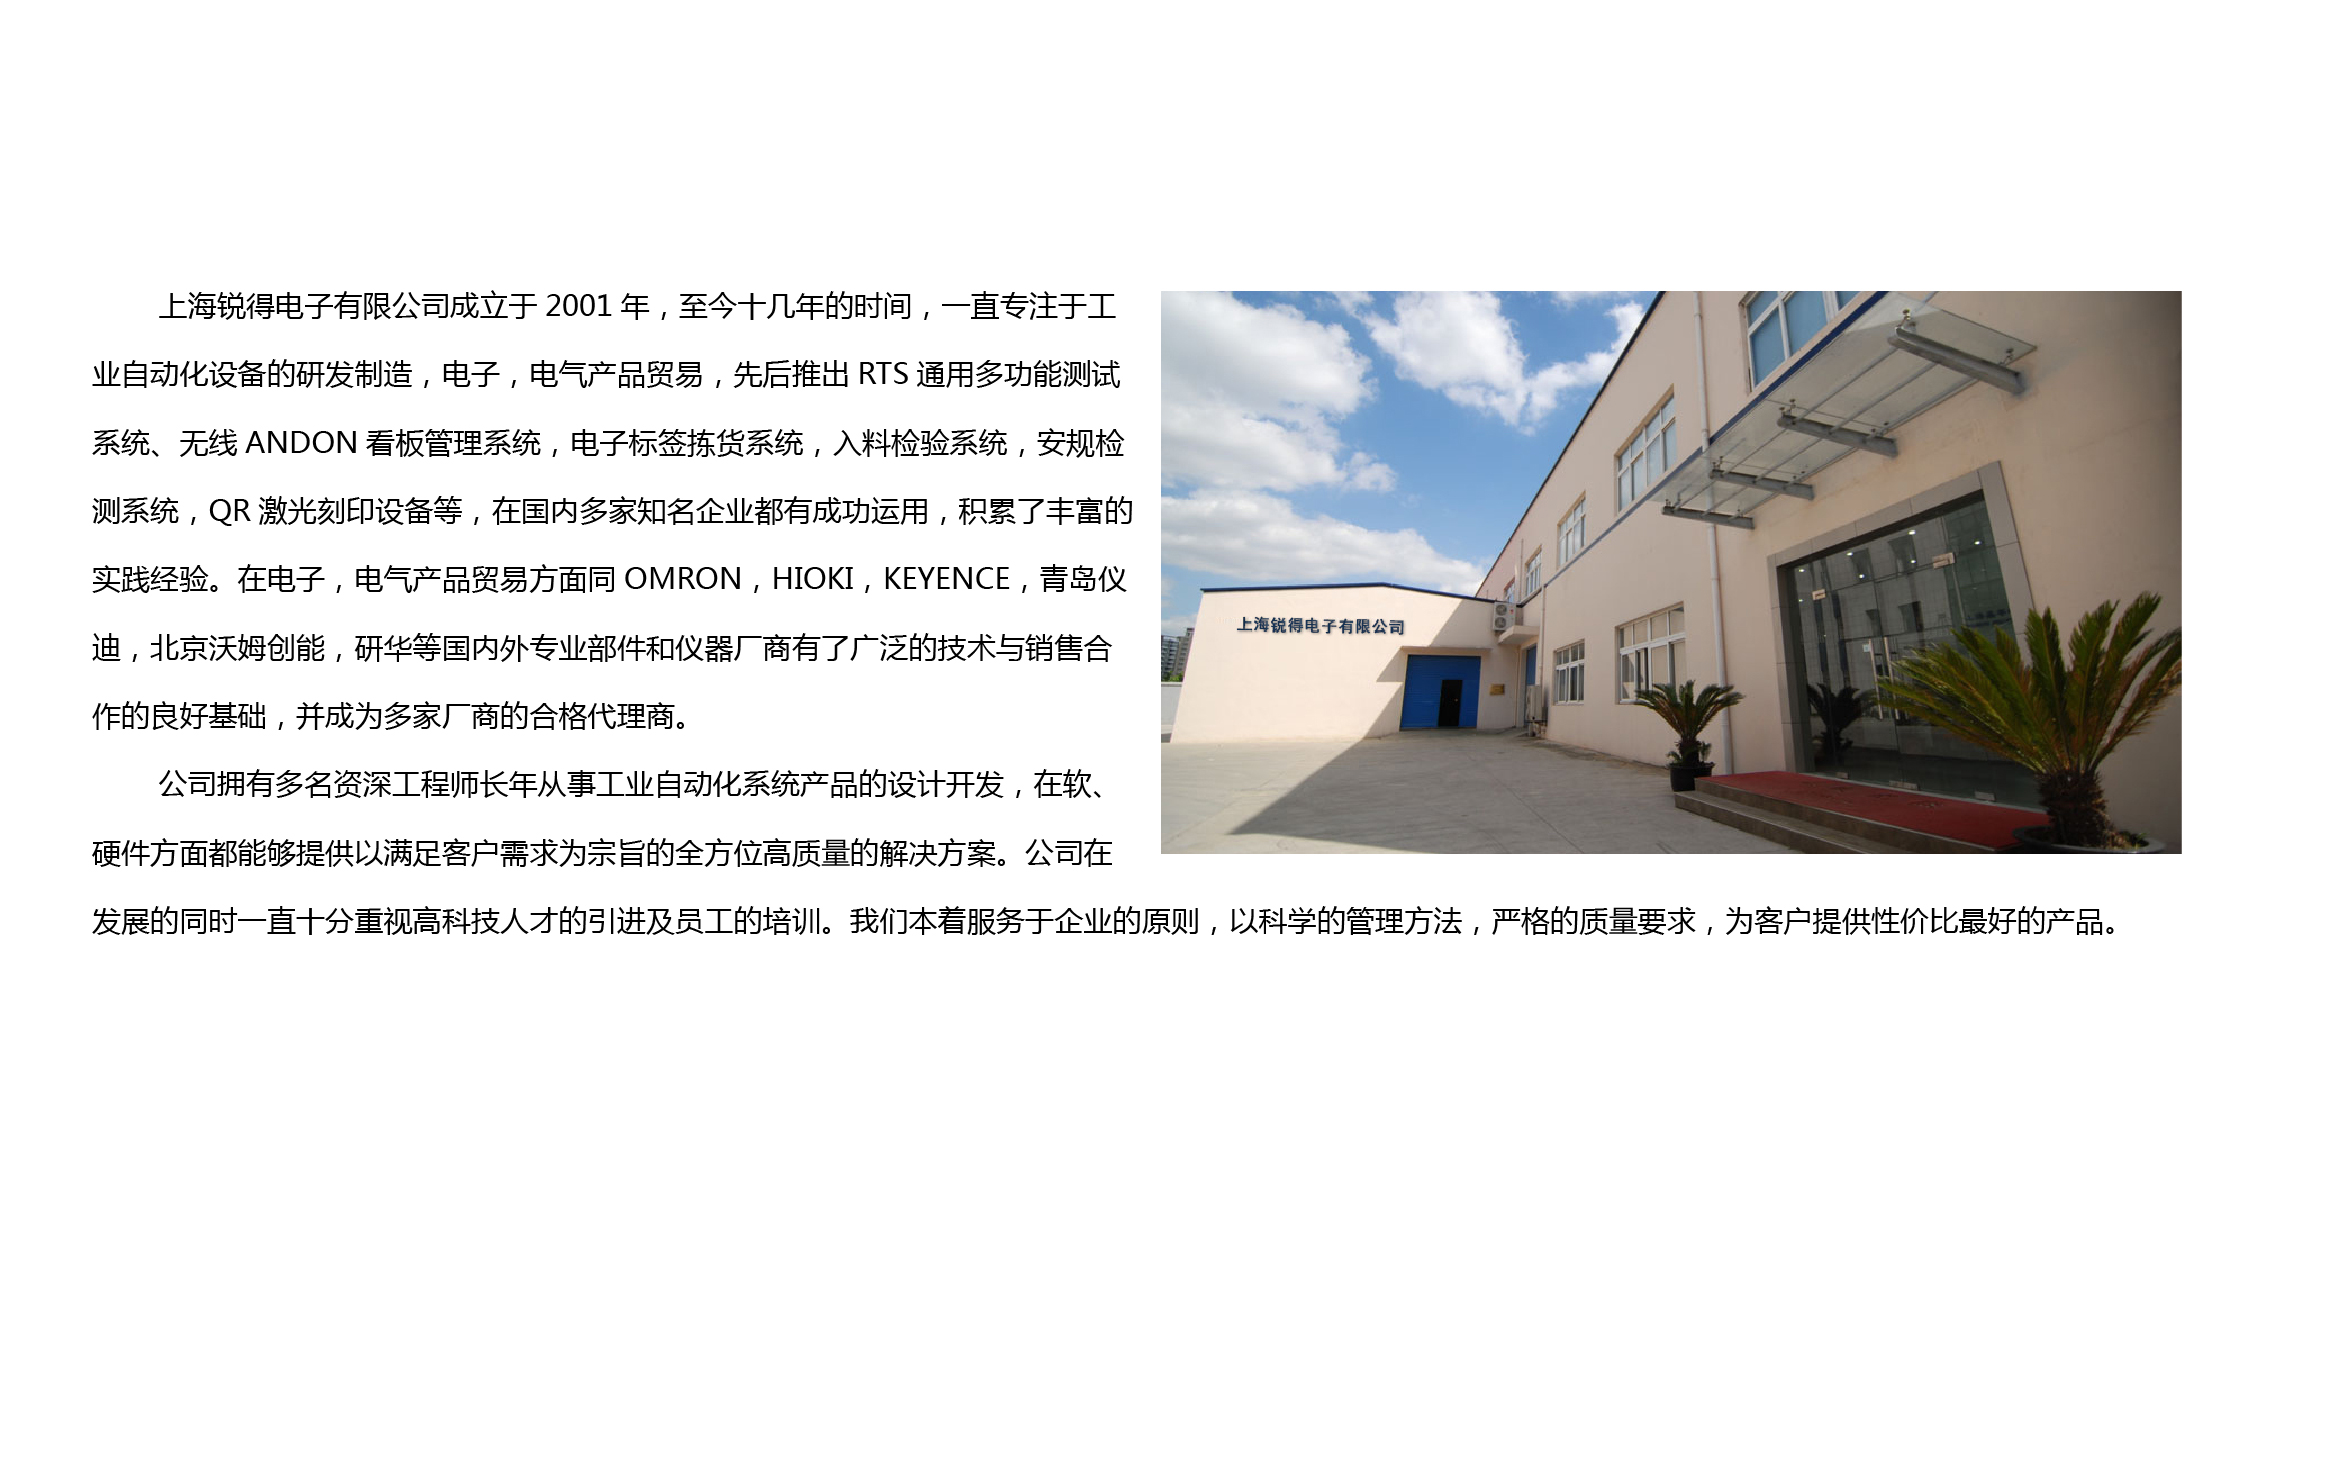 上海锐得电子有限公司成立于 2001 年，至今十几年的时间，一直专注于工
业自动化设备的研发制造，电子，电气产品贸易，先后推出 RTS 通用多功能测试
系统、无线 ANDON 看板管理系统，电子标签拣货系统，入料检验系统，安规检
测系统，QR 激光刻印设备等，在国内多家知名企业都有成功运用，积累了丰富的
实践经验。在电子，电气产品贸易方面同 OMRON，HIOKI，KEYENCE，青岛仪
迪，北京沃姆创能，研华等国内外专业部件和仪器厂商有了广泛的技术与销售合
作的良好基础，并成为多家厂商的合格代理商。
公司拥有多名资深工程师长年从事工业自动化系统产品的设计开发，在软、
硬件方面都能够提供以满足客户需求为宗旨的全方位高质量的解决方案。公司在
发展的同时一直十分重视高科技人才的引进及员工的培训。我们本着服务于企业的原则，以科学的管理方法，严格的质量要求，为客户提供性价比最好的产品。
上海锐得电子有限公司